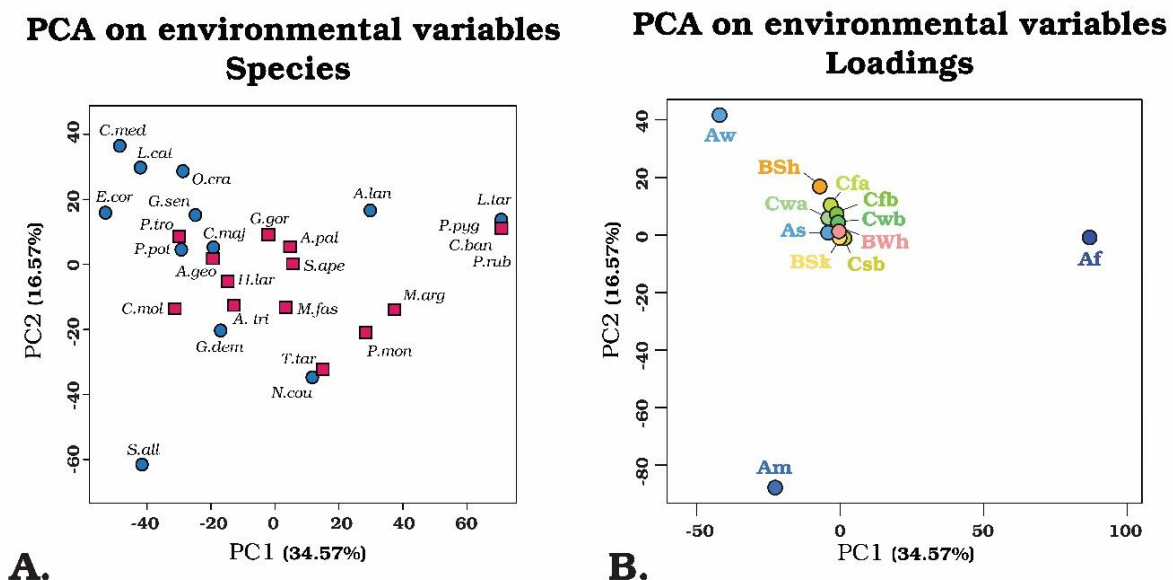 PCA on environmental variables
Species
PC2 (16.57%)
40
20
0
-20
-40
-60
C.med
L.cai
O.cra
E.cor
G.sen
A.lan
L.tar
P.tro
G.gor
P.pyg
P.pol
C.maj
A.pal
C.ban
A.geo
S.ape
P.rub
H.lar
C.mol
M.arg
A. tri
M.fas
G.dem
P.mon
T.tar
N.cou
S.all
-40
-20
0
20
40
60
PC1 (34.57%)
A.
PCA on environmental variables
Loadings
PC2 (16.57%)
40
20
0
-20
-40
-60
-80
Aw
BSh
Cfa
Cwa
Cfb
Cwb
As
BWh
BSk
Csb
Af
Am
-50
0
50
100
PC1 (34.57%)
B.